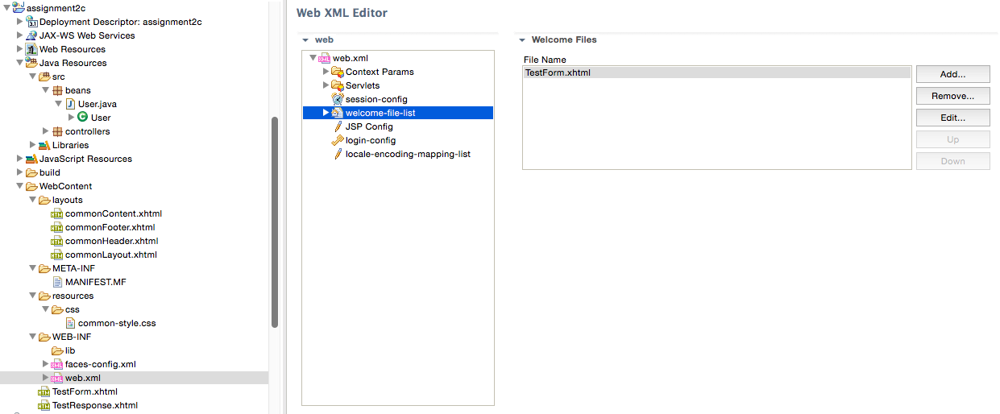 assignment2c
Deployment Descriptor: assignment2c
JAX-WS Web Services
Web Resources
Java Resources
src
beans
User.java
User
controllers
Libraries
JavaScript Resources
build
WebContent
layouts
commonContent.xhtml
commonFooter.xhtml
commonHeader.xhtml
commonLayout.xhtml
META-INF
MANIFEST.MF
resources
css
common-style.css
WEB-INF
lib
faces-config.xml
web.xml
TestForm.xhtml
TestResponse.xhtml
Web XML Editor
web
web.xml
Context Params
Servlets
session-config
welcome-file-list
JSP Config
login-config
locale-encoding-mapping-list
Welcome Files
File Name
TestForm.xhtml
Add...
Remove...
Edit...
Up
Down